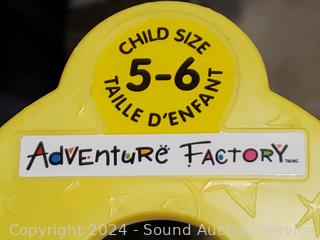 CHILD SIZE
5-6
TAILLE D'ENFANT
ADVENTURE FACTORY
Copyright 2024 - Sound Auction Service